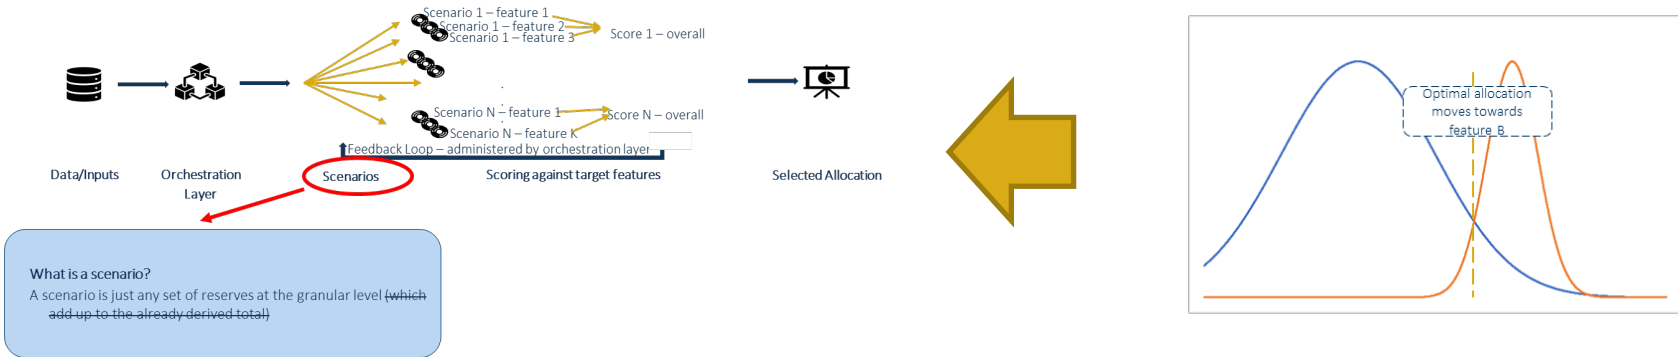 Scenario 1 – feature 1
Scenario 1 – feature 2
Scenario 1 – feature 3
Score 1 – overall
.
.
Scenario N – feature 1
Score N – overall
Scenario N – feature K
Feedback Loop – administered by orchestration layer
Data/Inputs
Orchestration
Layer
Scenarios
Scoring against target features
Selected Allocation
What is a scenario?
A scenario is just any set of reserves at the granular level (which
add up to the already derived total)
Optimal allocation
moves towards
feature B